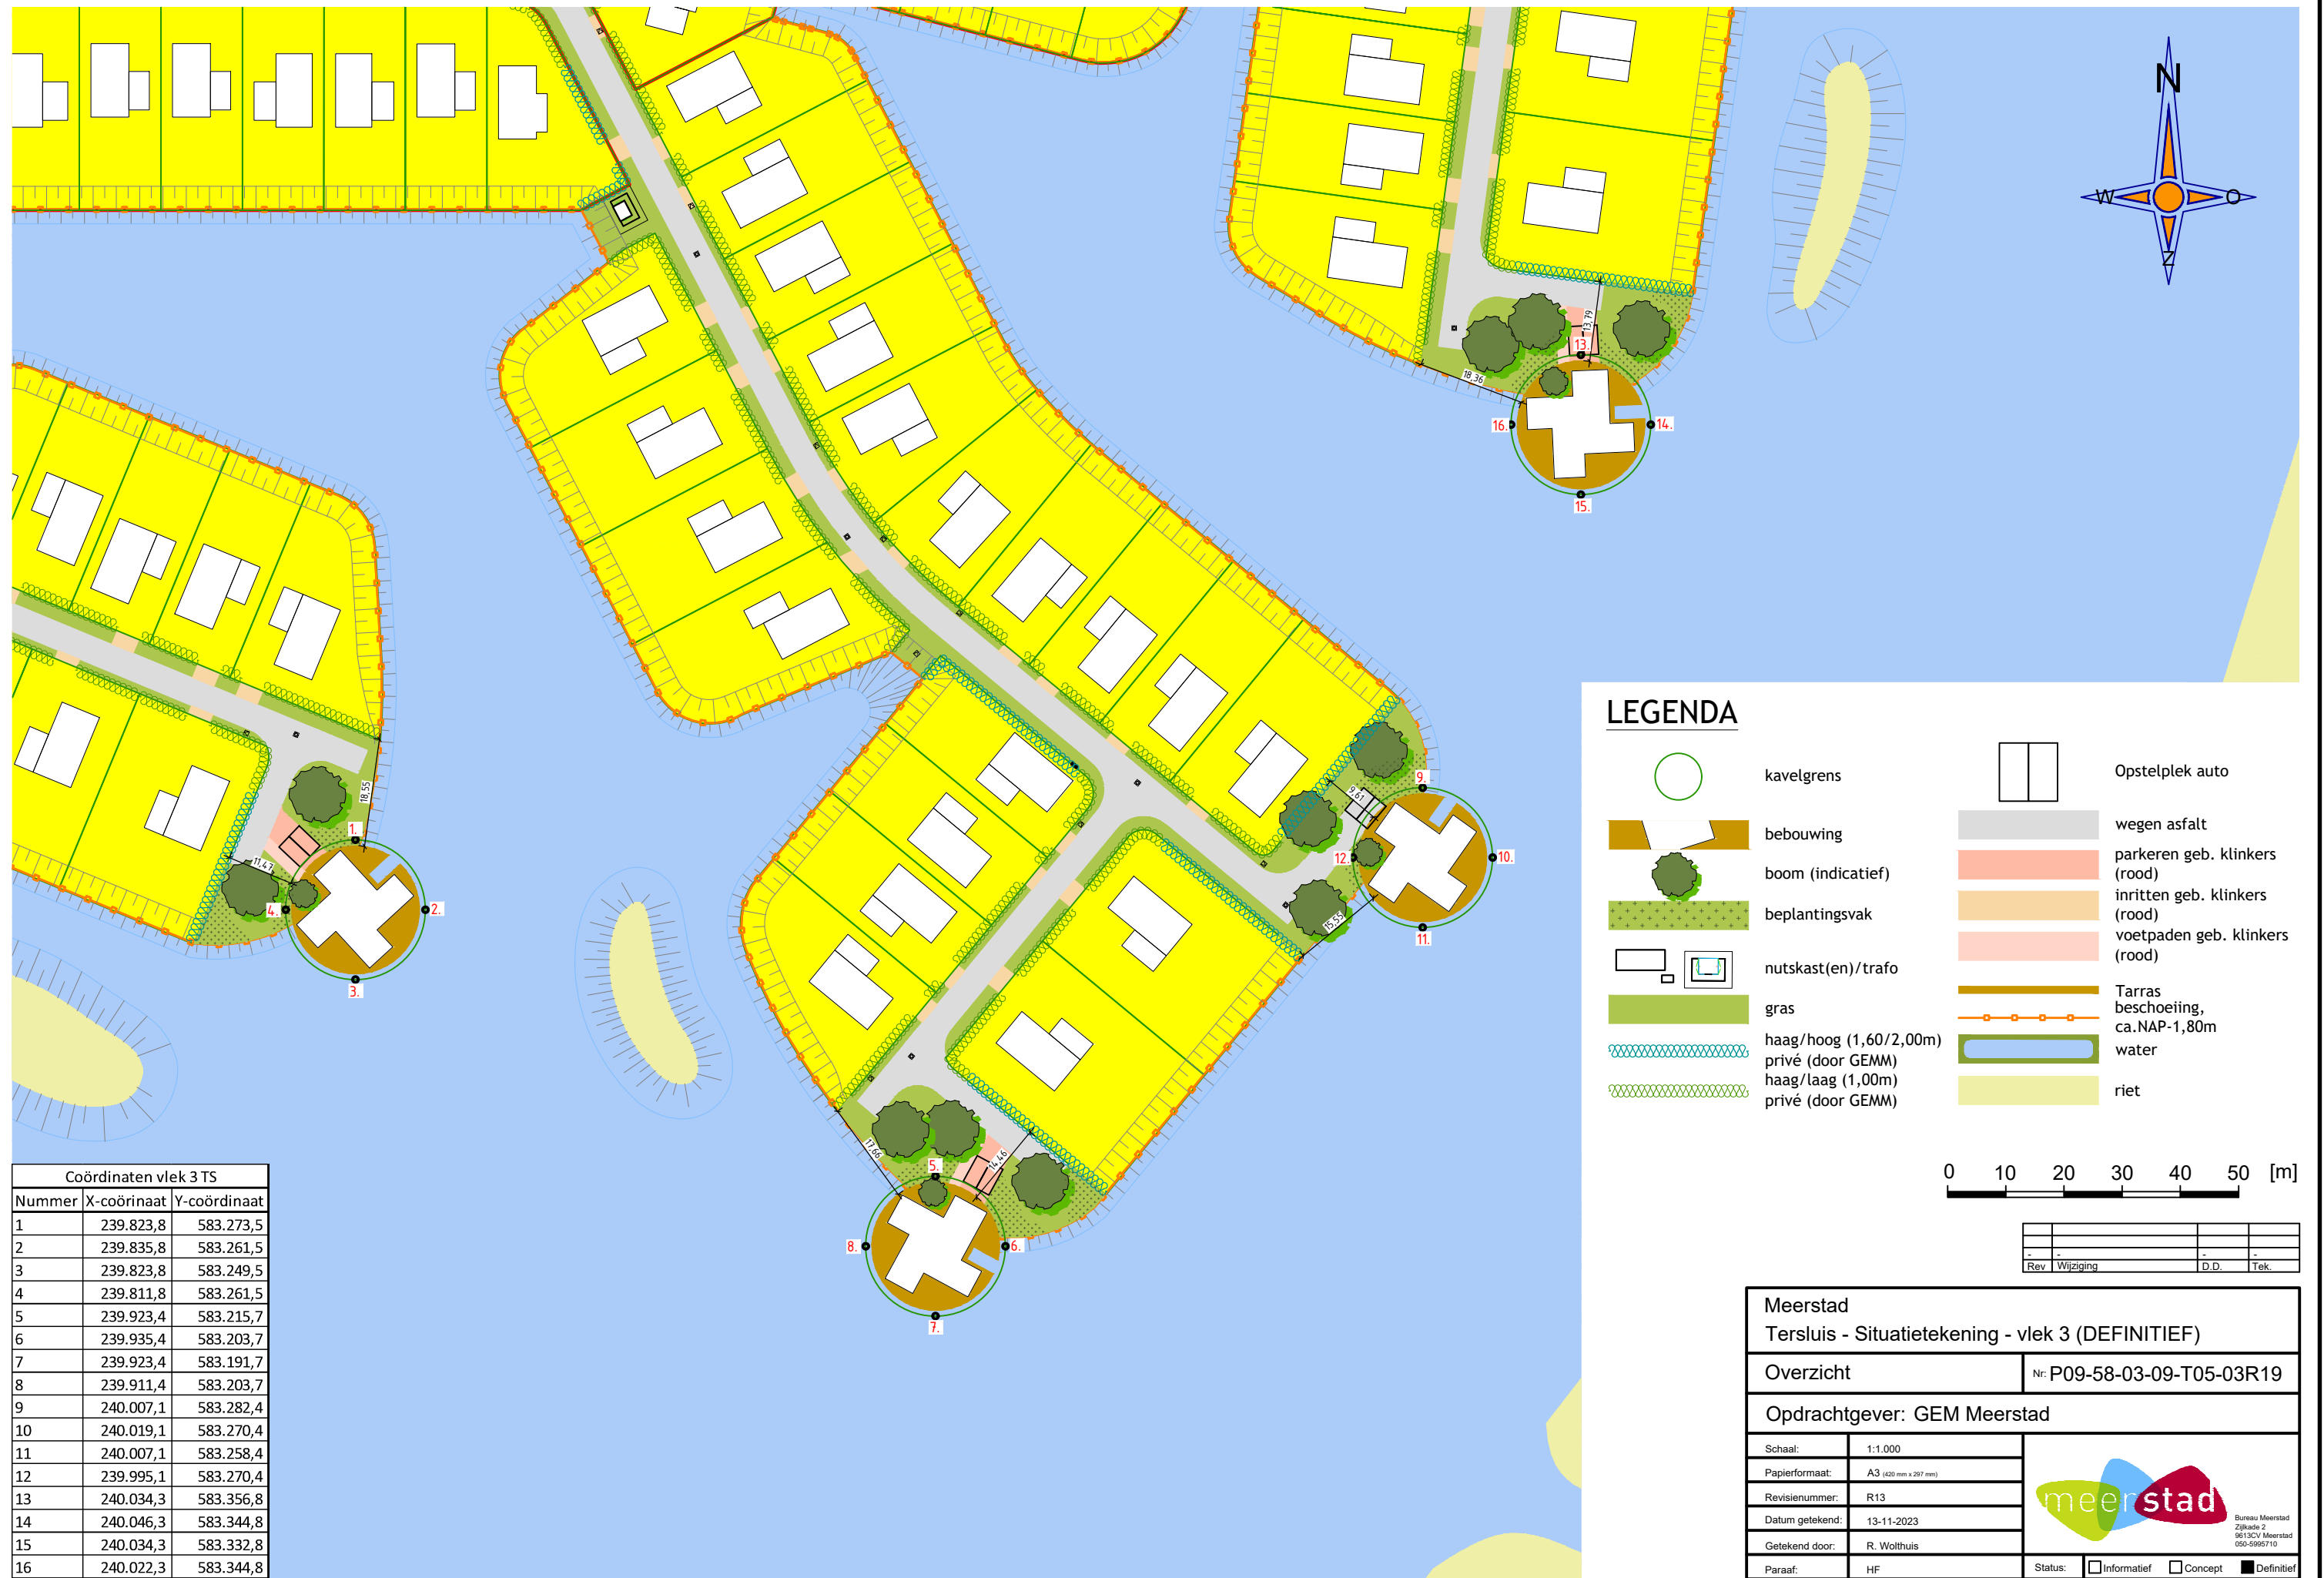 N
W
O
Z
13,79
13.
18,36
16.
14.
15.
LEGENDA
kavelgrens
bebouwing
boom (indicatief)
beplantingsvak
nutskast(en)/trafo
gras
haag/hoog (1,60/2,00m)
privé (door GEMM)
haag/laag (1,00m)
privé (door GEMM)
Opstelplek auto
wegen asfalt
parkeren geb. klinkers
(rood)
inritten geb. klinkers
(rood)
voetpaden geb. klinkers
(rood)
Tarras
beschoeiing,
ca.NAP-1,80m
water
riet
18,55
1.
11,47
4.
2.
3.
9.
9,61
12.
10.
15,55
11.
17,66
5.
14,46
8.
6.
7.
0 10 20 30 40 50 [m]
Coördinaten vlek 3 TS
Nummer X-coörinaat Y-coördinaat
1 239.823,8 583.273,5
2 239.835,8 583.261,5
3 239.823,8 583.249,5
4 239.811,8 583.261,5
5 239.923,4 583.215,7
6 239.935,4 583.203,7
7 239.923,4 583.191,7
8 239.911,4 583.203,7
9 240.007,1 583.282,4
10 240.019,1 583.270,4
11 240.007,1 583.258,4
12 239.995,1 583.270,4
13 240.034,3 583.356,8
14 240.046,3 583.344,8
15 240.034,3 583.332,8
16 240.022,3 583.344,8
- - - -
Rev Wijziging D.D. Tek.
Meerstad
Tersluis - Situatietekening - vlek 3 (DEFINITIEF)
Overzicht Nr: P09-58-03-09-T05-03R19
Opdrachtgever: GEM Meerstad
Schaal: 1:1.000
Papierformaat: A3 (420 mm x 297 mm)
Revisienummer: R13
Datum getekend: 13-11-2023
Getekend door: R. Wolthuis
Paraaf: HF
meerstad
Bureau Meerstad
Zijlkade 2
9613CV Meerstad
050-5995710
Status: Informatief Concept Definitief